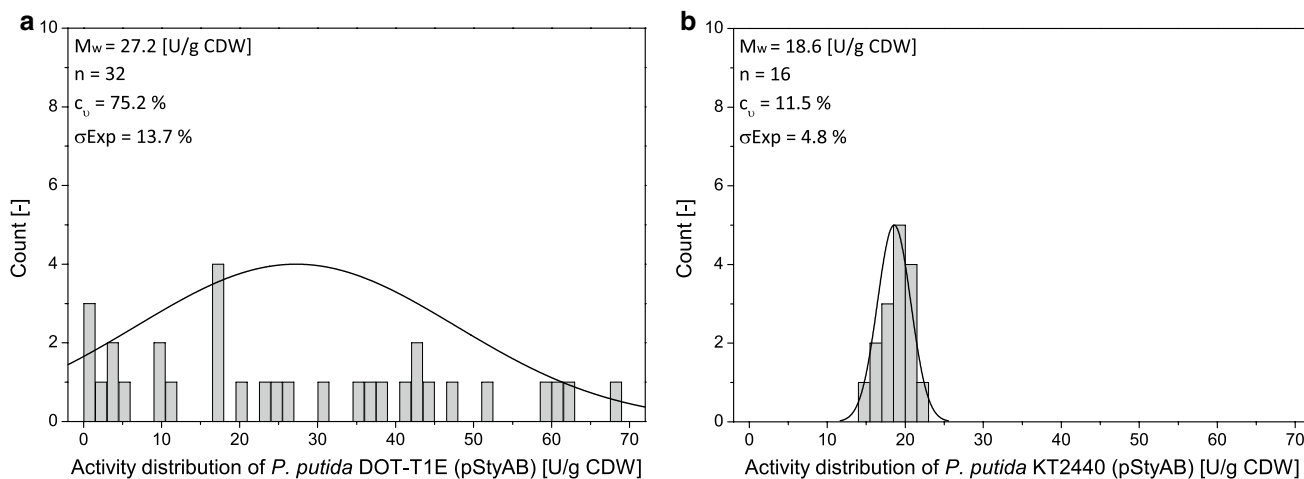 a
Mw = 27.2 [U/g CDW]
n = 32
cυ = 75.2 %
σExp = 13.7 %
10
8
6
4
2
0
Count [-]
0 10 20 30 40 50 60 70
Activity distribution of P. putida DOT-T1E (pStyAB) [U/g CDW]
b
Mw = 18.6 [U/g CDW]
n = 16
cυ = 11.5 %
σExp = 4.8 %
10
8
6
4
2
0
Count [-]
0 10 20 30 40 50 60 70
Activity distribution of P. putida KT2440 (pStyAB) [U/g CDW]